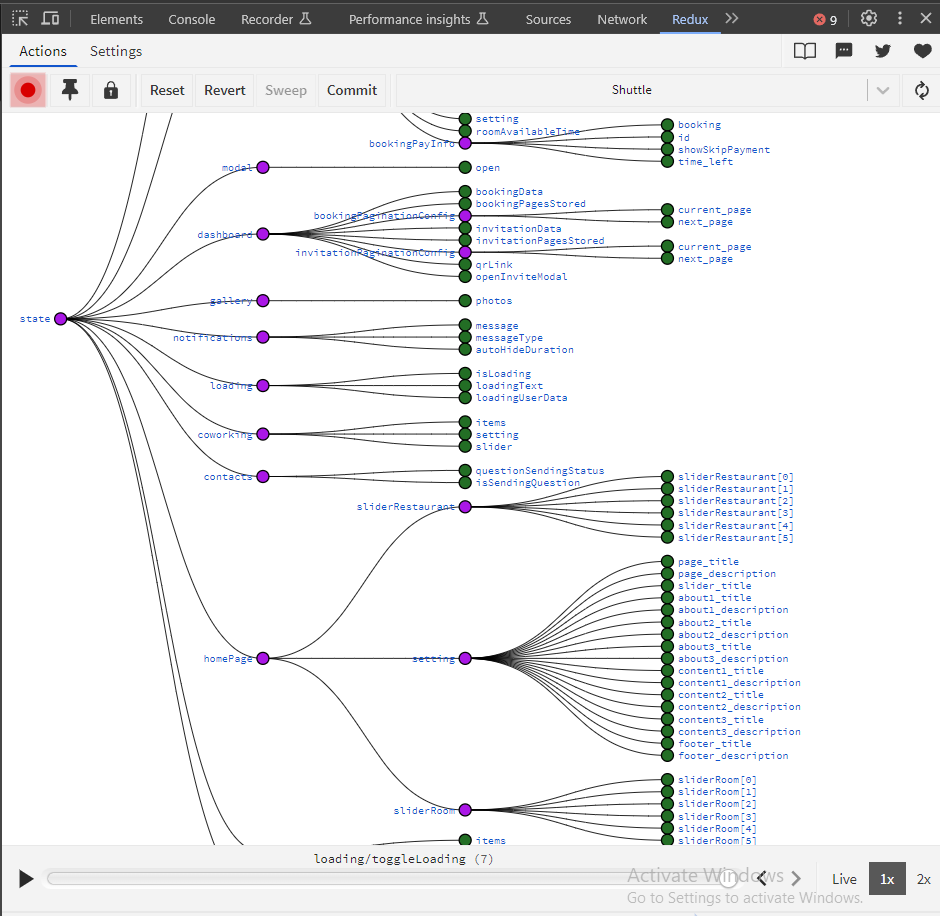 Elements Console Recorder Performance insights Sources Network Redux 9
Actions Settings
Reset Revert Sweep Commit Shuttle
setting
roomAvailableTime
bookingPayInfo
booking
id
showSkipPayment
time_left
modal
open
dashboard
bookingData
bookingPagesStored
bookingPaginationConfig
current_page
next_page
invitationData
invitationPagesStored
invitationPaginationConfig
current_page
next_page
qrLink
openInviteModal
gallery
photos
state
notifications
message
messageType
autoHideDuration
loading
isLoading
loadingText
loadingUserData
coworking
items
setting
slider
contacts
questionSendingStatus
isSendingQuestion
homePage
sliderRestaurant
sliderRestaurant[0]
sliderRestaurant[1]
sliderRestaurant[2]
sliderRestaurant[3]
sliderRestaurant[4]
sliderRestaurant[5]
setting
page_title
page_description
slider_title
about1_title
about1_description
about2_title
about2_description
about3_title
about3_description
content1_title
content1_description
content2_title
content2_description
content3_title
content3_description
footer_title
footer_description
sliderRoom
sliderRoom[0]
sliderRoom[1]
sliderRoom[2]
sliderRoom[3]
sliderRoom[4]
sliderRoom[5]
items
loading/toggleLoading (7)
Live 1x 2x
Activate Windows
Go to Settings to activate Windows.